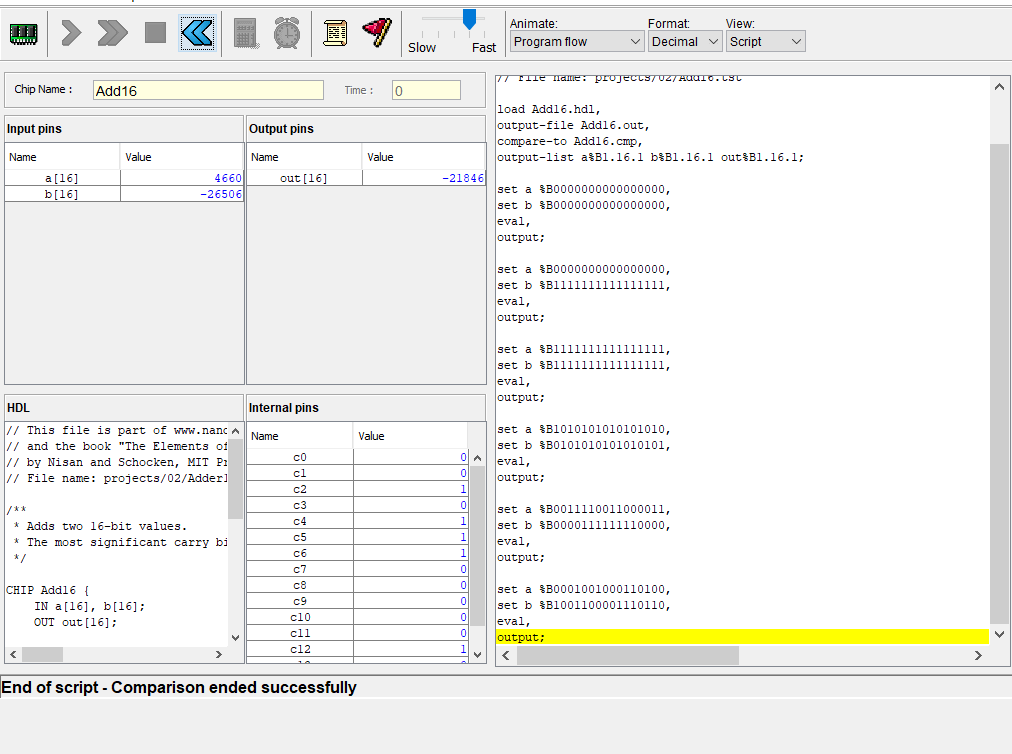 Slow
Fast
Animate:
Program flow
Format:
Decimal
View:
Script
Chip Name :
Add16
Time :
0
Input pins
Name
Value
a[16]
4660
b[16]
-26506
Output pins
Name
Value
out[16]
-21846
HDL
// This file is part of www.nand
// and the book "The Elements of
// by Nisan and Schocken, MIT Pr
// File name: projects/02/Adder1
/**
* Adds two 16-bit values.
* The most significant carry bi
*/
CHIP Add16 {
IN a[16], b[16];
OUT out[16];
Internal pins
Name
Value
c0
0
c1
0
c2
1
c3
0
c4
1
c5
1
c6
1
c7
0
c8
0
c9
0
c10
0
c11
0
c12
1
// File name: projects/02/Add16.tst
load Add16.hdl,
output-file Add16.out,
compare-to Add16.cmp,
output-list a%B1.16.1 b%B1.16.1 out%B1.16.1;
set a %B0000000000000000,
set b %B0000000000000000,
eval,
output;
set a %B0000000000000000,
set b %B1111111111111111,
eval,
output;
set a %B1111111111111111,
set b %B1111111111111111,
eval,
output;
set a %B1010101010101010,
set b %B0101010101010101,
eval,
output;
set a %B0011110011000011,
set b %B0000111111110000,
eval,
output;
set a %B0001001000110100,
set b %B1001100001110110,
eval,
output;
End of script - Comparison ended successfully